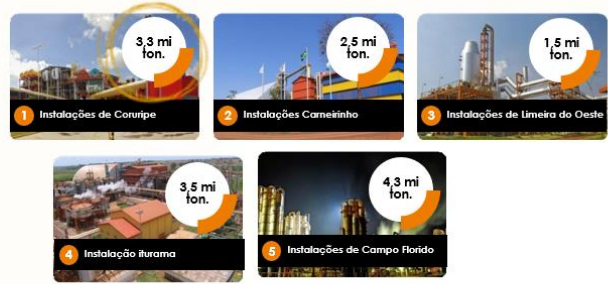 3,3 mi
ton.
1 Instalações de Coruripe
2,5 mi
ton.
2 Instalações Carneirinho
1,5 mi
ton.
3 Instalações de Limeira do Oeste
3,5 mi
ton.
4 Instalação iturama
4,3 mi
ton.
5 Instalações de Campo Florido